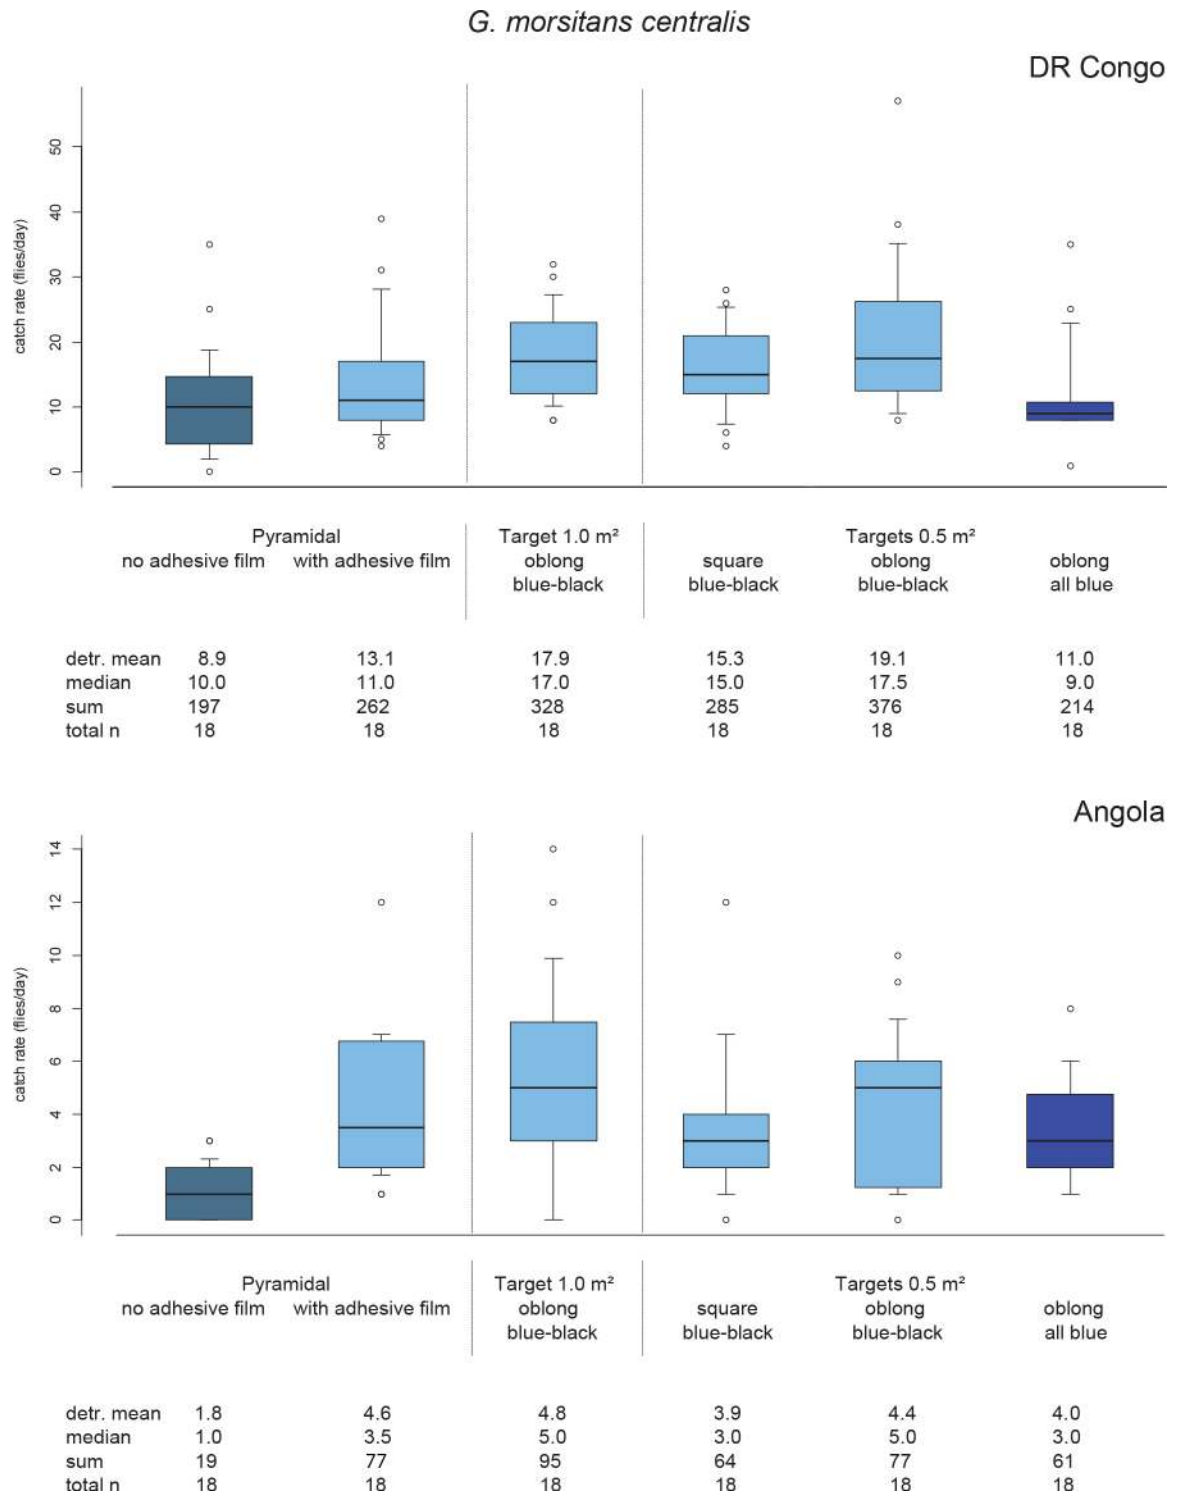 G. morsitans centralis
DR Congo
catch rate (flies/day)
50
40
30
20
10
0
Pyramidal Target 1.0 m² Targets 0.5 m²
no adhesive film with adhesive film oblong square oblong oblong
blue-black blue-black blue-black all blue
detr. mean 8.9 13.1 17.9 15.3 19.1 11.0
median 10.0 11.0 17.0 15.0 17.5 9.0
sum 197 262 328 285 376 214
total n 18 18 18 18 18 18
Angola
catch rate (flies/day)
14
12
10
8
6
4
2
0
Pyramidal Target 1.0 m² Targets 0.5 m²
no adhesive film with adhesive film oblong square oblong oblong
blue-black blue-black blue-black all blue
detr. mean 1.8 4.6 4.8 3.9 4.4 4.0
median 1.0 3.5 5.0 3.0 5.0 3.0
sum 19 77 95 64 77 61
total n 18 18 18 18 18 18